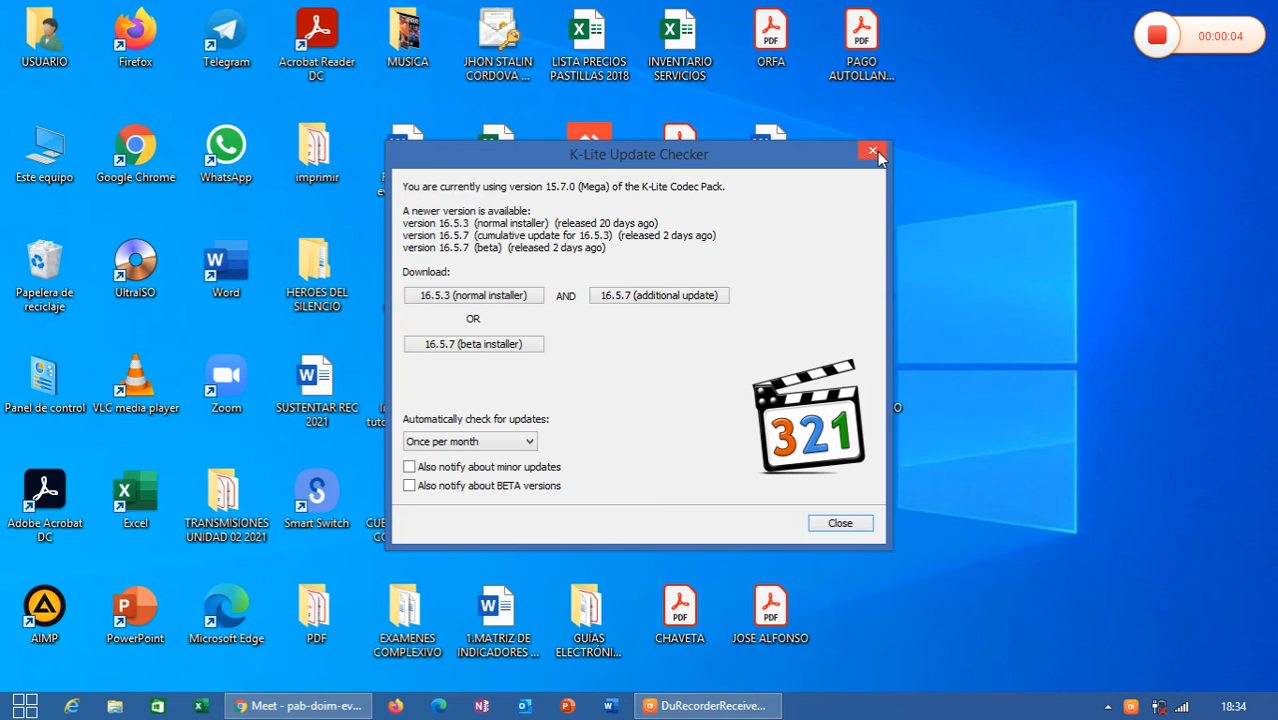 USUARIO
Firefox
Telegram
Acrobat Reader
DC
MUSICA
JHON STALIN
CORDOVA ...
LISTA PRECIOS
PASTILLAS 2018
INVENTARIO
SERVICIOS
PDF
ORFA
PDF
PAGO
AUTOLLAN...
00:00:04
Este equipo
Google Chrome
WhatsApp
imprimir
K-Lite Update Checker
You are currently using version 15.7.0 (Mega) of the K-Lite Codec Pack.
A newer version is available:
version 16.5.3 (normal installer) (released 20 days ago)
version 16.5.7 (cumulative update for 16.5.3) (released 2 days ago)
version 16.5.7 (beta) (released 2 days ago)
Download:
16.5.3 (normal installer) AND 16.5.7 (additional update)
OR
16.5.7 (beta installer)
321
Automatically check for updates:
Once per month
Also notify about minor updates
Also notify about BETA versions
Close
Papelera de
reciclaje
UltraISO
Word
HEROES DEL
SILENCIO
Panel de control
VLC media player
Zoom
SUSTENTAR REC
2021
Adobe Acrobat
DC
Excel
TRANSMISIONES
UNIDAD 02 2021
Smart Switch
AIMP
PowerPoint
Microsoft Edge
PDF
EXAMENES
COMPLEXIVO
1.MATRIZ DE
INDICADORES ...
GUÍAS
ELECTRÓNI...
PDF
CHAVETA
PDF
JOSE ALFONSO
Meet - pab-doim-ev...
DuRecorderReceive...
18:34